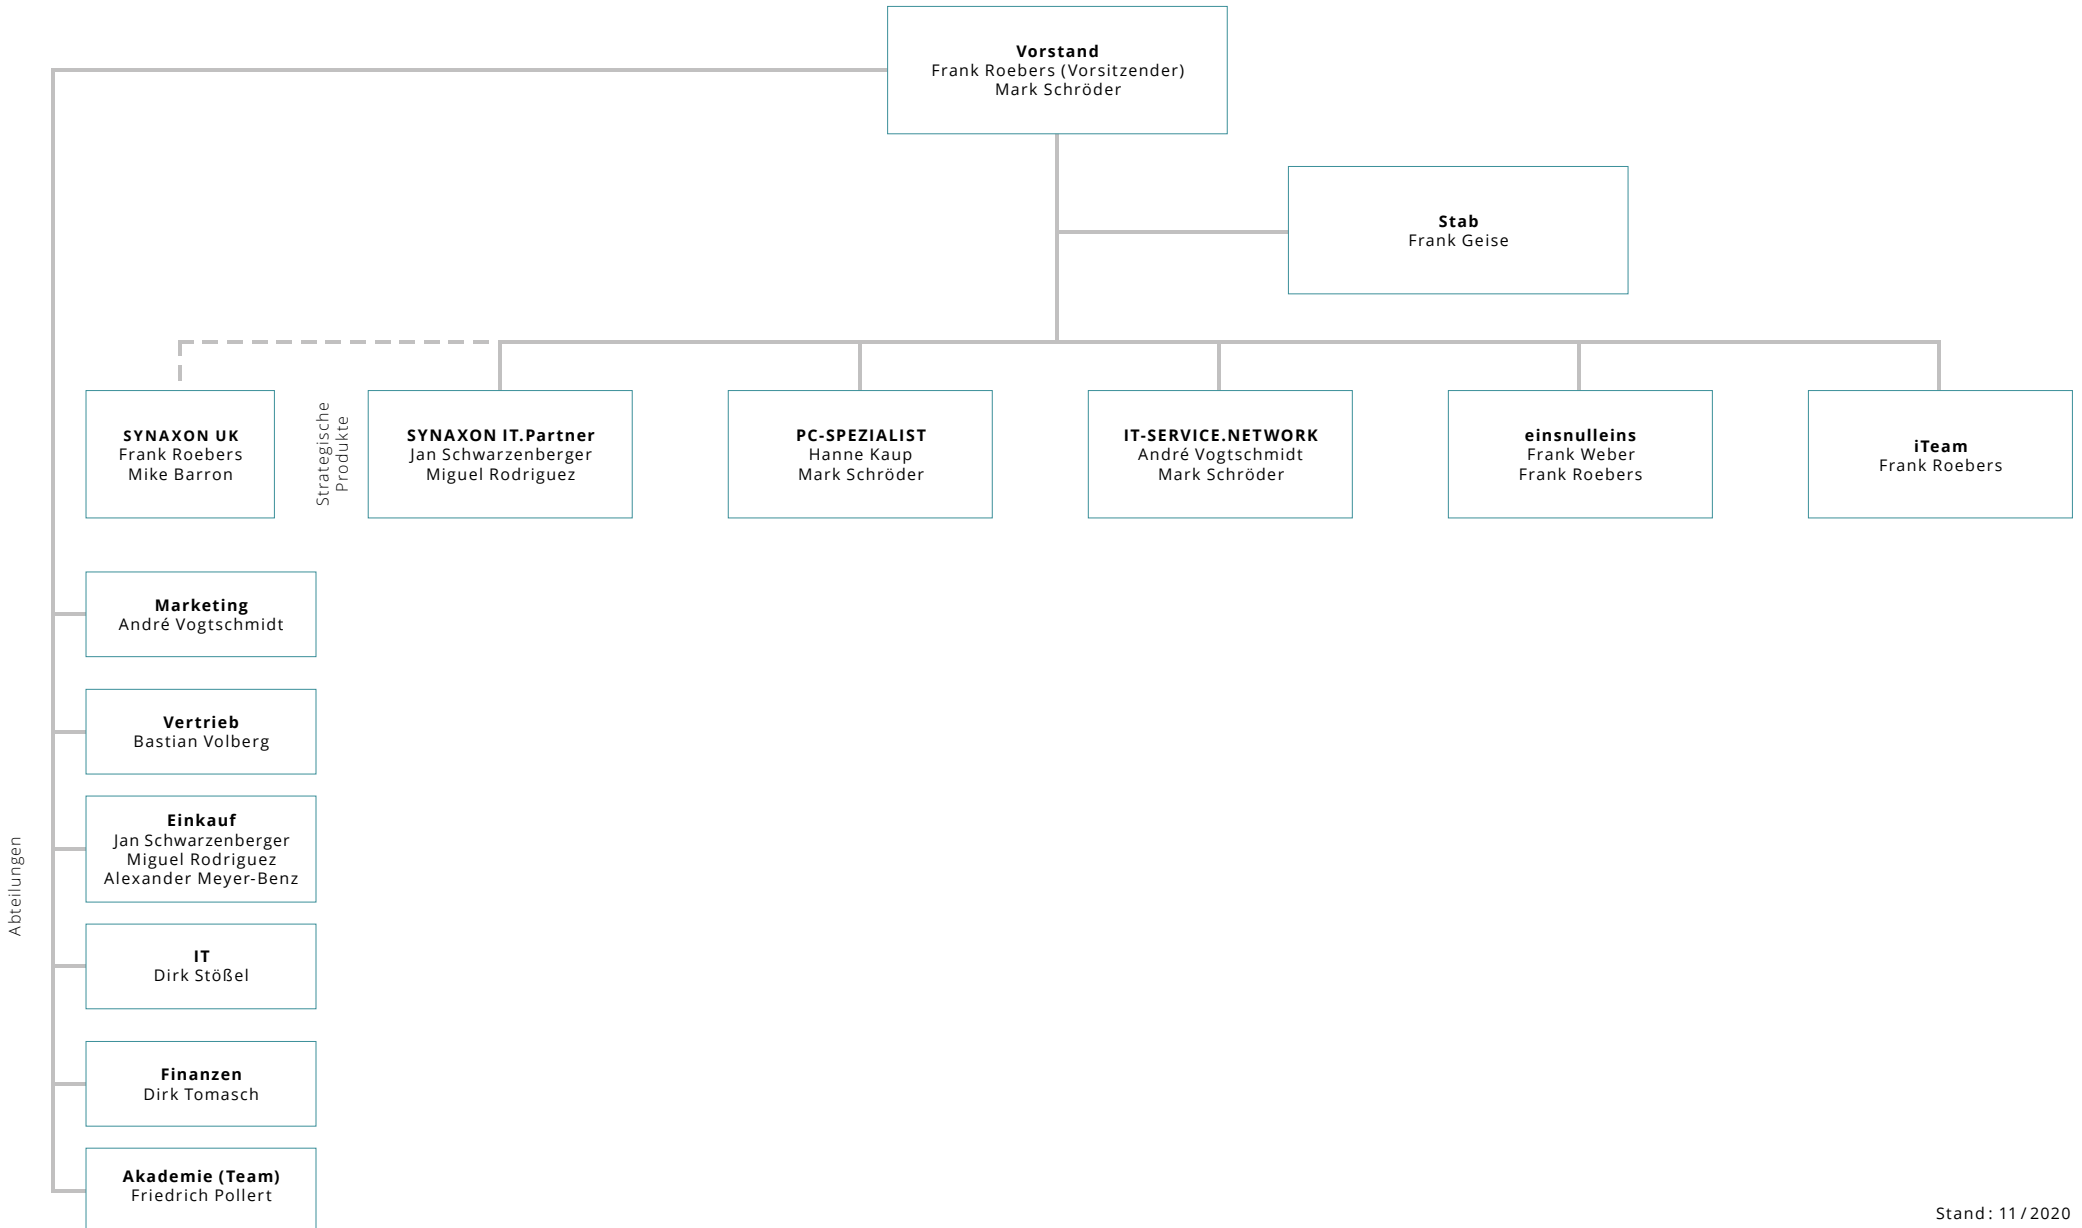 Vorstand
Frank Roebers (Vorsitzender)
Mark Schröder
Stab
Frank Geise
SYNAXON UK
Frank Roebers
Mike Barron
Strategische
Produkte
SYNAXON IT.Partner
Jan Schwarzenberger
Miguel Rodriguez
PC-SPEZIALIST
Hanne Kaup
Mark Schröder
IT-SERVICE.NETWORK
André Vogtschmidt
Mark Schröder
einsnulleins
Frank Weber
Frank Roebers
iTeam
Frank Roebers
Abteilungen
Marketing
André Vogtschmidt
Vertrieb
Bastian Volberg
Einkauf
Jan Schwarzenberger
Miguel Rodriguez
Alexander Meyer-Benz
IT
Dirk Stößel
Finanzen
Dirk Tomasch
Akademie (Team)
Friedrich Pollert
Stand: 11/2020